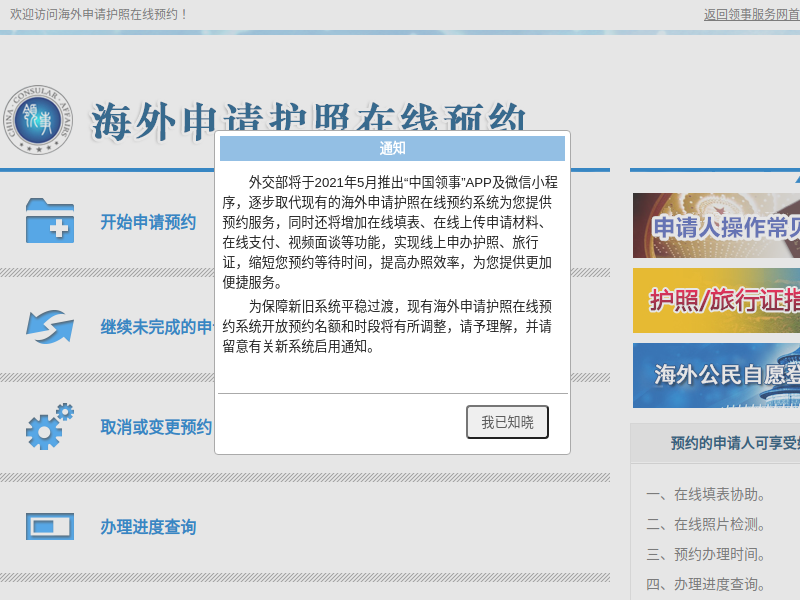 欢迎访问海外申请护照在线预约！
返回领事服务网首
CHINA·CONSULAR·AFFAIRS
领事
海外申请护照在线预约
通知
外交部将于2021年5月推出“中国领事”APP及微信小程
序，逐步取代现有的海外申请护照在线预约系统为您提供
预约服务，同时还将增加在线填表、在线上传申请材料、
在线支付、视频面谈等功能，实现线上申办护照、旅行
证，缩短您预约等待时间，提高办照效率，为您提供更加
便捷服务。
为保障新旧系统平稳过渡，现有海外申请护照在线预
约系统开放预约名额和时段将有所调整，请予理解，并请
留意有关新系统启用通知。
我已知晓
开始申请预约
继续未完成的申
取消或变更预约
办理进度查询
申请人操作常见
护照/旅行证指
海外公民自愿登
预约的申请人可享受
一、在线填表协助。
二、在线照片检测。
三、预约办理时间。
四、办理进度查询。